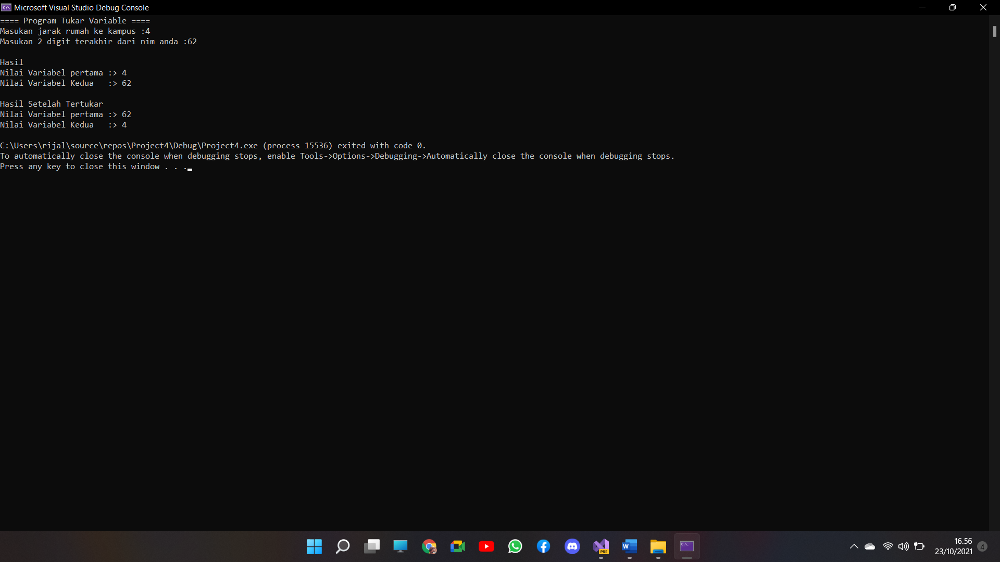 Microsoft Visual Studio Debug Console
==== Program Tukar Variable ====
Masukan jarak rumah ke kampus :4
Masukan 2 digit terakhir dari nim anda :62
Hasil
Nilai Variabel pertama :> 4
Nilai Variabel Kedua   :> 62
Hasil Setelah Tertukar
Nilai Variabel pertama :> 62
Nilai Variabel Kedua   :> 4
C:\Users\rijal\source\repos\Project4\Debug\Project4.exe (process 15536) exited with code 0.
To automatically close the console when debugging stops, enable Tools->Options->Debugging->Automatically close the console when debugging stops.
Press any key to close this window . . .
PRE
W
16.56
23/10/2021
4